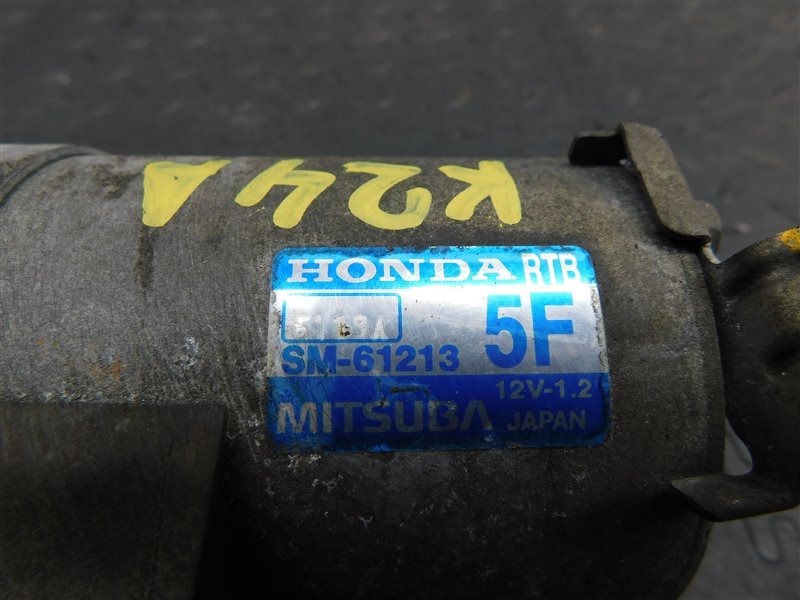 K24A
HONDA RTB
5F
SM-61213
12V-1.2
MITSUBA JAPAN